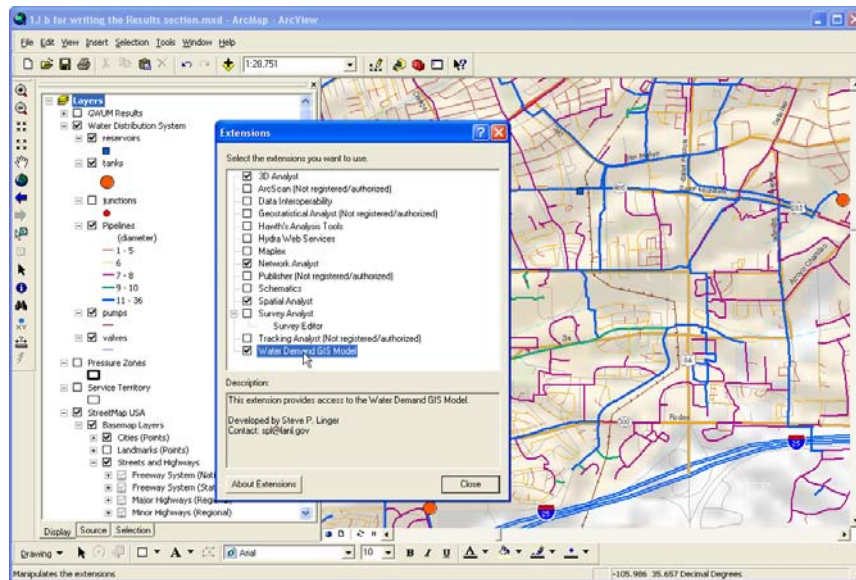 1J b for writing the Results section.mxd - ArcMap - ArcView
File Edit View Insert Selection Tools Window Help
1:28,751
Layers
GWUM Results
Water Distribution System
reservoirs
tanks
junctions
Pipelines
(diameter)
1 - 5
6
7 - 8
9 - 10
11 - 36
pumps
valves
Pressure Zones
Service Territory
StreetMap USA
Basemap Layers
Cities (Points)
Landmarks (Points)
Streets and Highways
Freeway System (Nati
Freeway System (Stat
Major Highways (Regi
Minor Highways (Regional)
Display Source Selection
Extensions
Select the extensions you want to use.
3D Analyst
ArcScan (Not registered/authorized)
Data Interoperability
Geostatistical Analyst (Not registered/authorized)
Hawth's Analysis Tools
Hydra Web Services
Maplex
Network Analyst
Publisher (Not registered/authorized)
Schematics
Spatial Analyst
Survey Analyst
Survey Editor
Tracking Analyst (Not registered/authorized)
Water Demand GIS Model
Description:
This extension provides access to the Water Demand GIS Model.
Developed by Steve P. Linger
Contact: spl@lanl.gov
About Extensions
Close
Rodeo
25
25
Drawing
Arial
10
B I U A
Manipulates the extensions
-105.986 35.657 Decimal Degrees